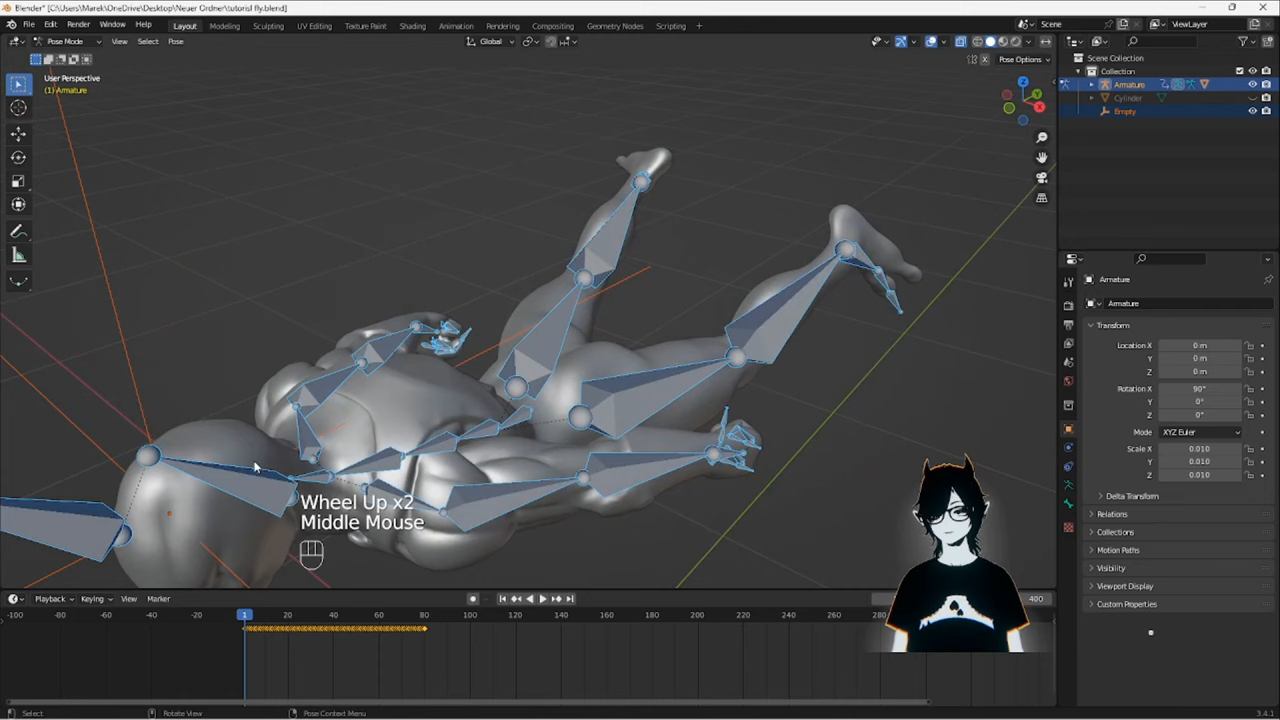 Blender* [C:\Users\Marek\OneDrive\Desktop\Neuer Ordner\tutorisl fly.blend]
File Edit Render Window Help Layout Modeling Sculpting UV Editing Texture Paint Shading Animation Rendering Compositing Geometry Nodes Scripting + Scene ViewLayer
Pose Mode View Select Pose Global
Pose Options
User Perspective
(1) Armature
X
Z
Y
X
Scene Collection
Collection
Armature
Cylinder
Empty
Armature
Armature
Transform
Location X 0 m
Y 0 m
Z 0 m
Rotation X 90°
Y 0°
Z 0°
Mode XYZ Euler
Scale X 0.010
Y 0.010
Z 0.010
Delta Transform
Relations
Collections
Motion Paths
Visibility
Viewport Display
Custom Properties
Wheel Up x2
Middle Mouse
Playback Keying View Marker
400
-100 -80 -60 -40 -20 1 20 40 60 80 100 120 140 160 180 200 220 240 260
Select Rotate View Pose Context Menu 3.4.1